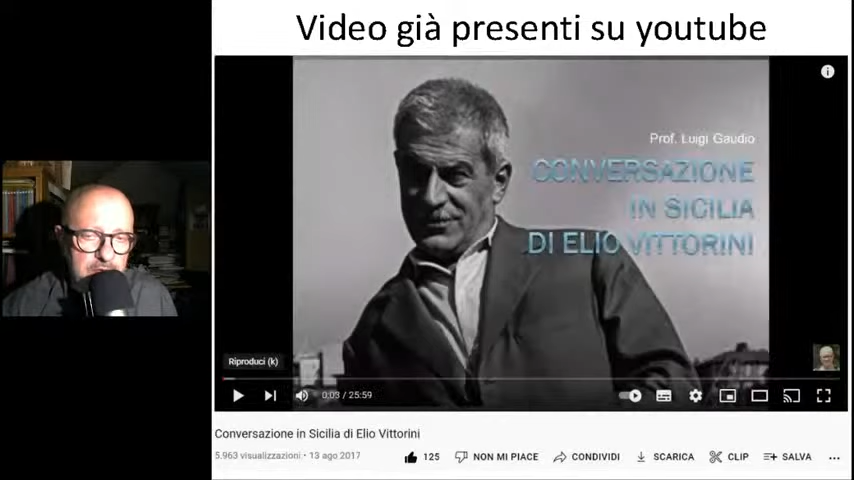 Video già presenti su youtube
Prof. Luigi Gaudio
CONVERSAZIONE
IN SICILIA
DI ELIO VITTORINI
Riproduci (k)
0:03 / 25:59
Conversazione in Sicilia di Elio Vittorini
5.963 visualizzazioni • 13 ago 2017
125 NON MI PIACE CONDIVIDI SCARICA CLIP SALVA ...